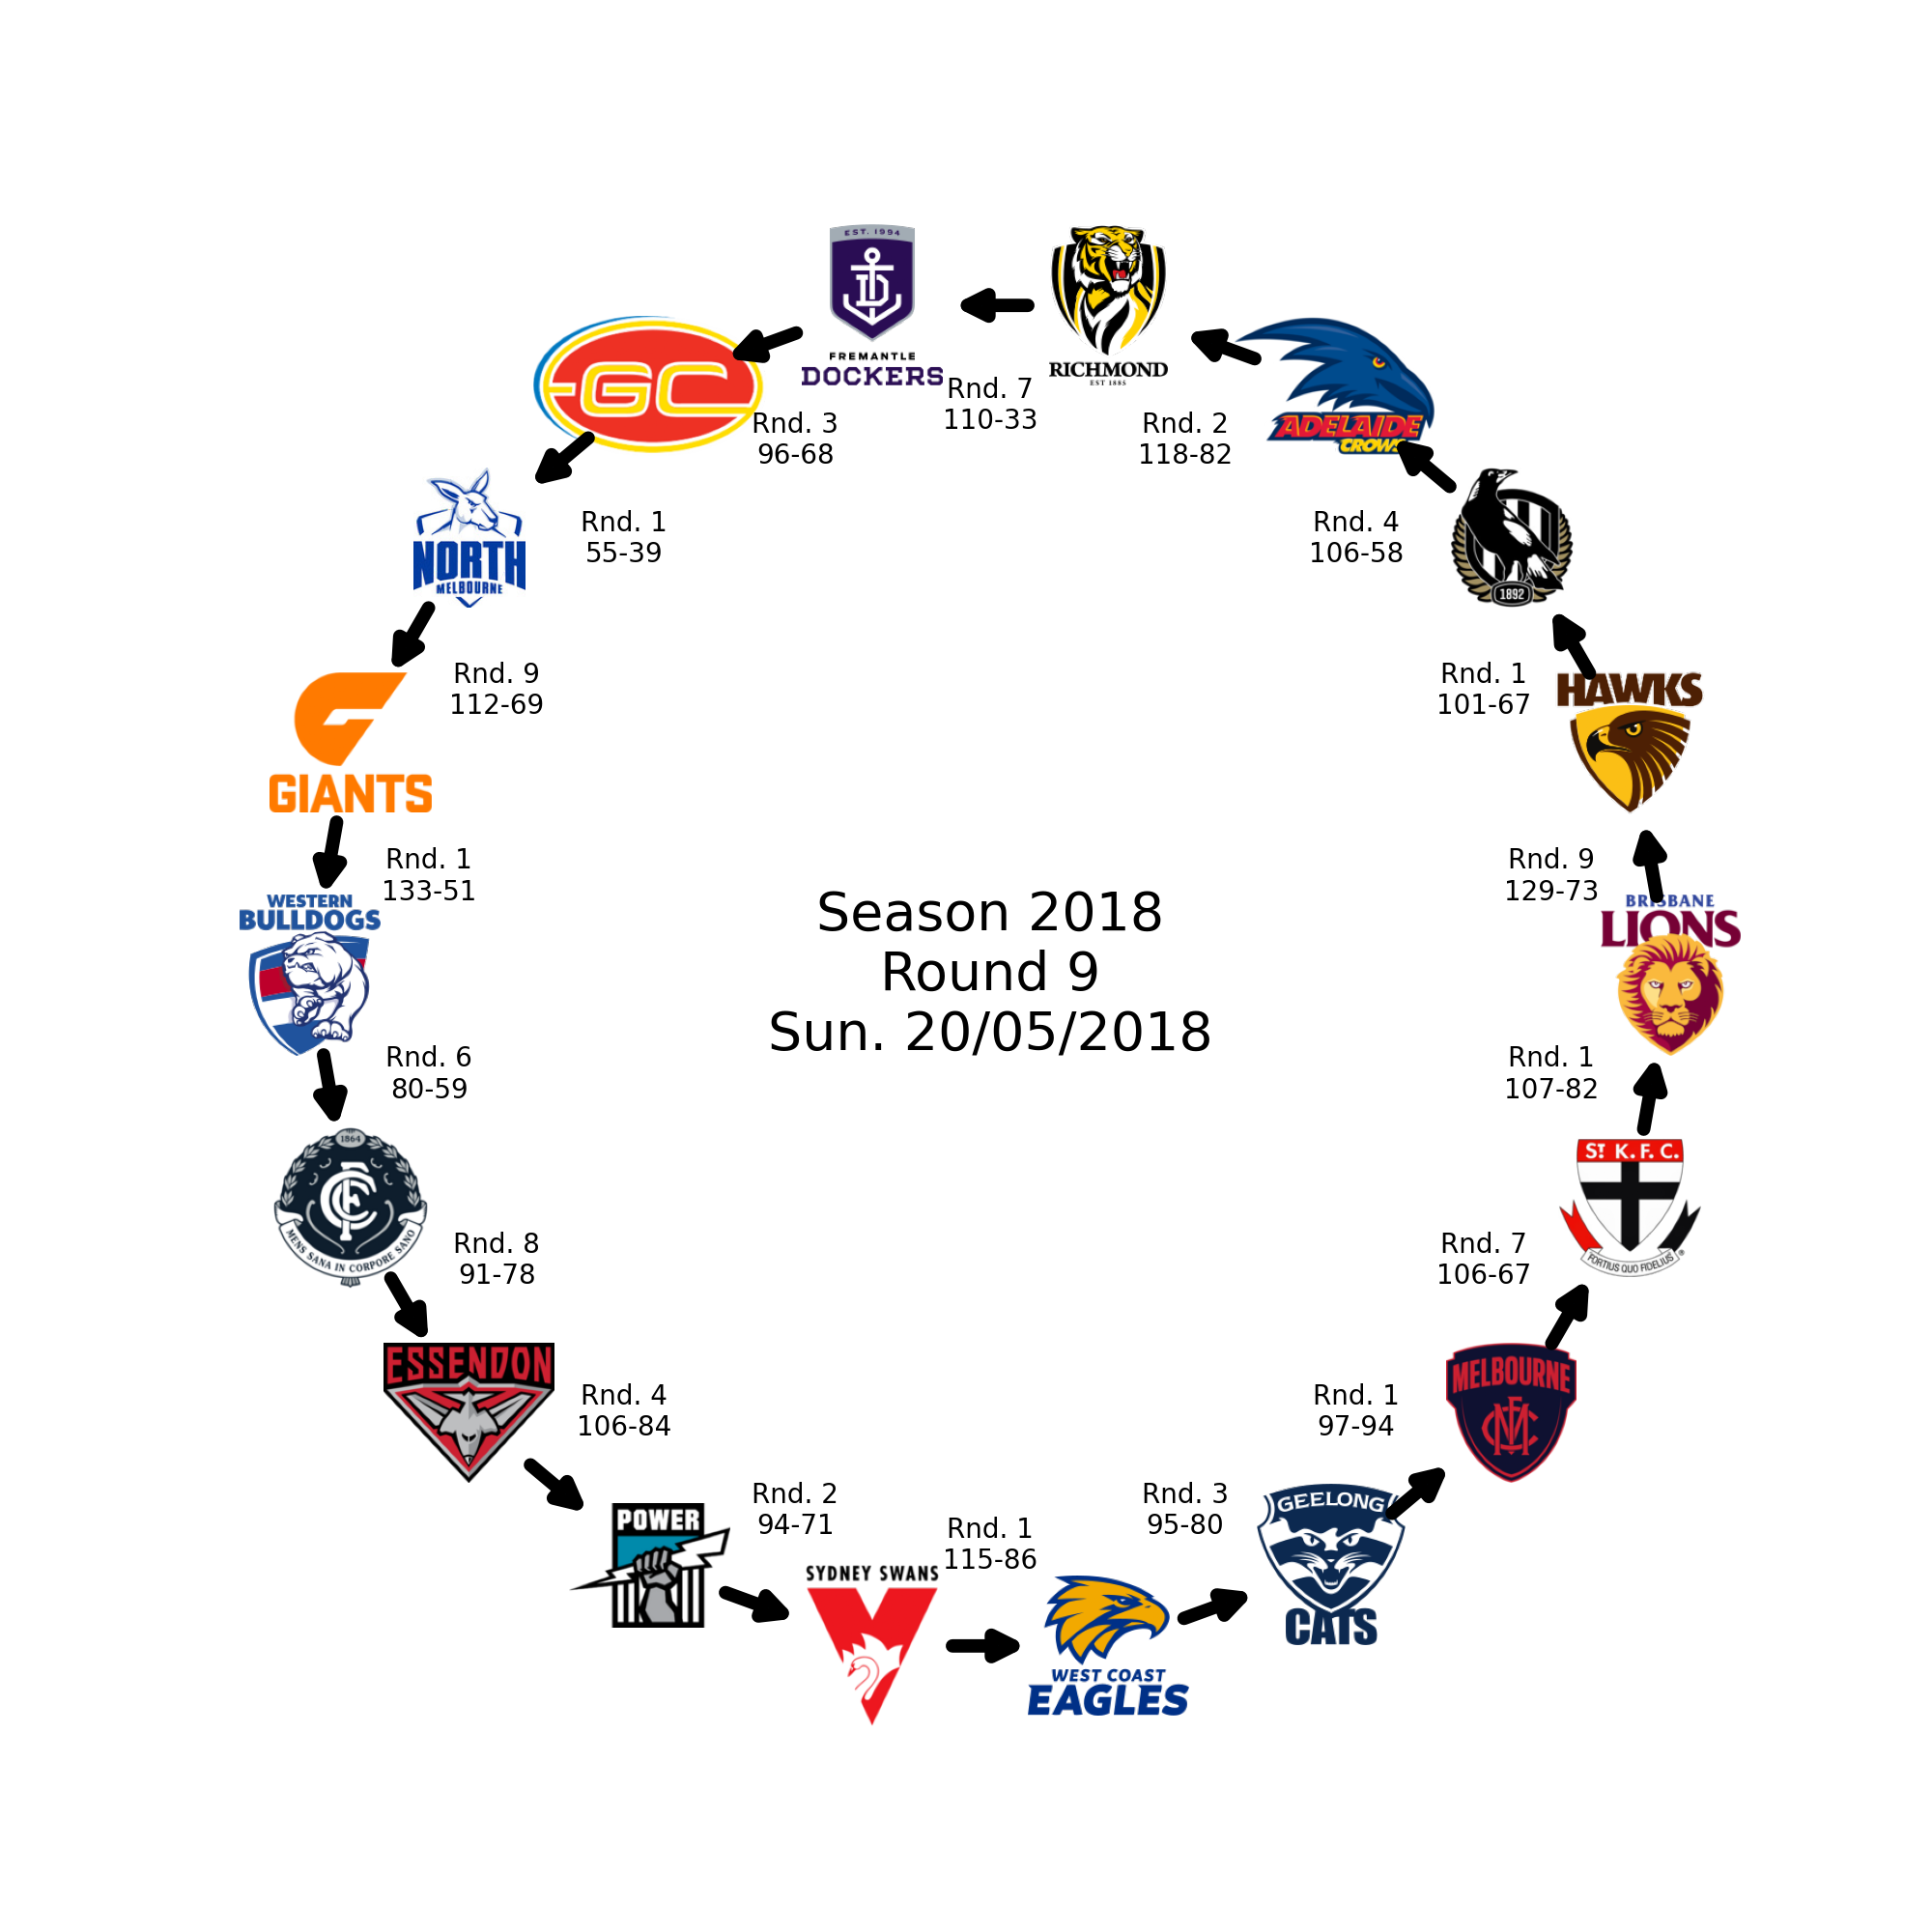 EST. 1994
FREMANTLE
DOCKERS
RICHMOND
EST 1885
Rnd. 7
110-33
GC
Rnd. 3
96-68
Rnd. 2
118-82
ADELAIDE
CROWS
NORTH
MELBOURNE
Rnd. 1
55-39
Rnd. 4
106-58
1892
Rnd. 9
112-69
Rnd. 1
101-67
HAWKS
GIANTS
Rnd. 1
133-51
Rnd. 9
129-73
WESTERN
BULLDOGS
BRISBANE
LIONS
Season 2018
Round 9
Sun. 20/05/2018
Rnd. 6
80-59
Rnd. 1
107-82
1864
CFC
MENS SANA IN CORPORE SANO
ST K.F.C.
FORTIUS QUO FIDELIUS
Rnd. 8
91-78
Rnd. 7
106-67
ESSENDON
Rnd. 4
106-84
Rnd. 1
97-94
MELBOURNE
MFC
POWER
Rnd. 2
94-71
Rnd. 1
115-86
Rnd. 3
95-80
GEELONG
CATS
SYDNEY SWANS
WEST COAST
EAGLES